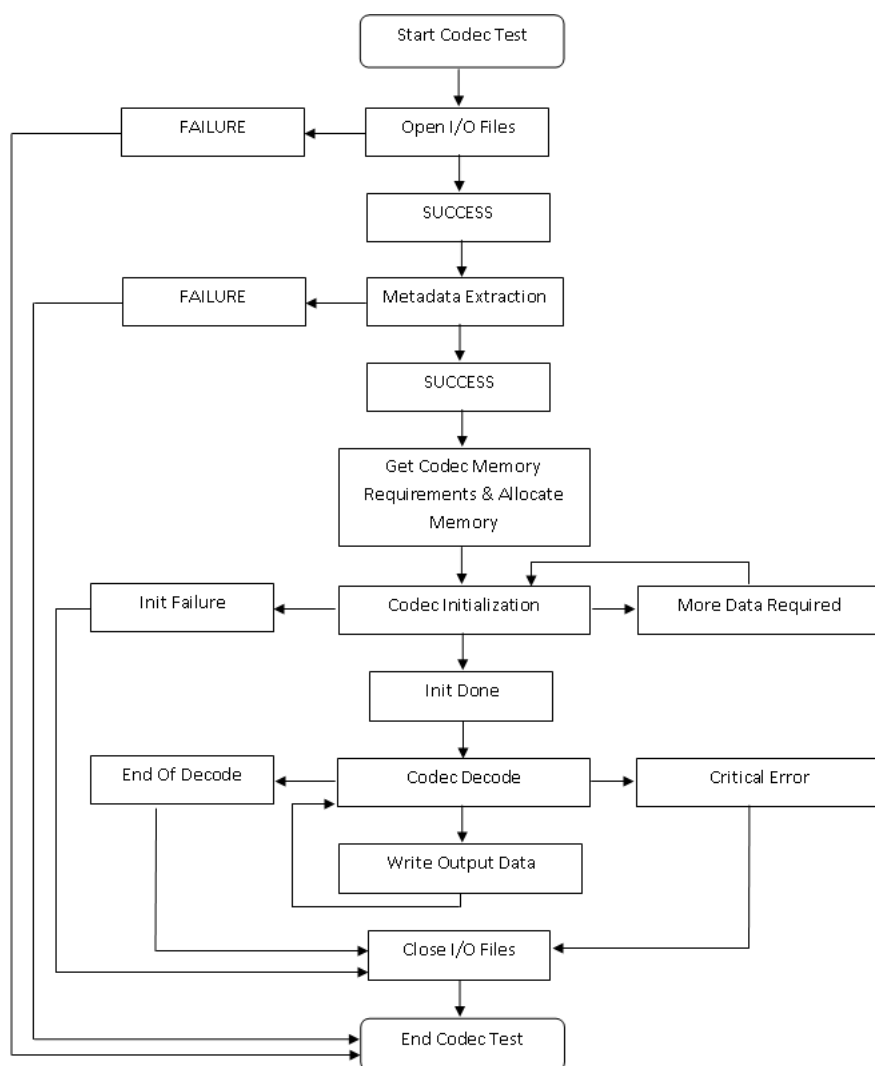 Start Codec Test
FAILURE
Open I/O Files
SUCCESS
FAILURE
Metadada Extraction
SUCCESS
Get Codec Memory
Requirements & Allocate
Memory
Init Failure
Codec Initialization
More Data Required
Init Done
End Of Decode
Codec Decode
Critical Error
Write Output Data
Close I/O Files
End Codec Test